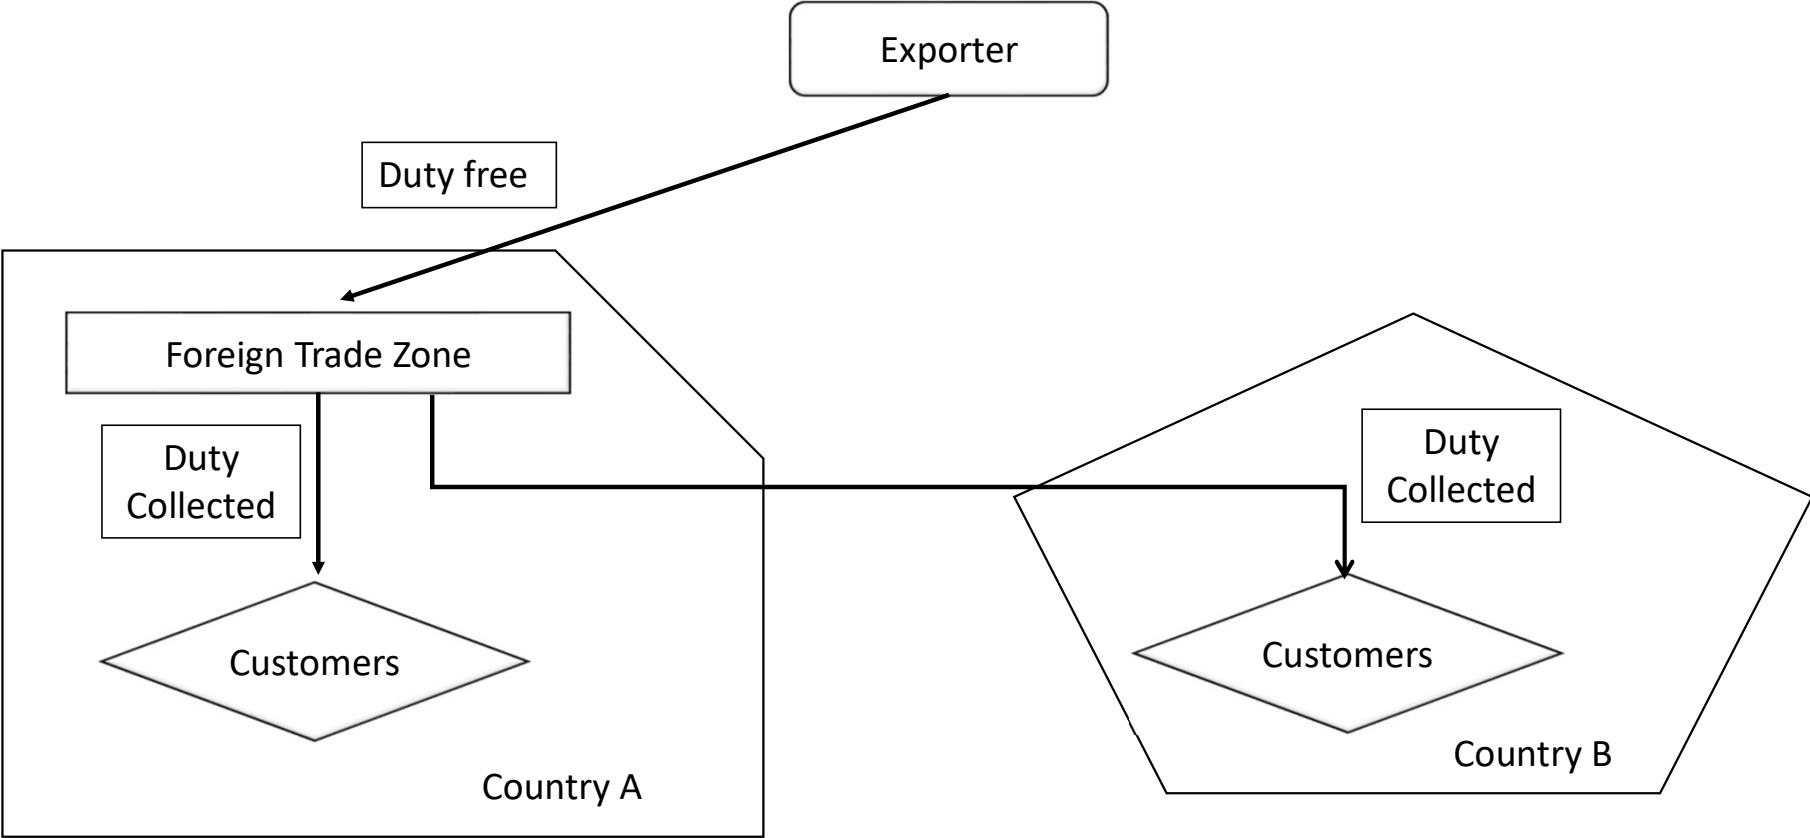 Exporter
Duty free
Foreign Trade Zone
Duty
Collected
Duty
Collected
Customers
Customers
Country A
Country B